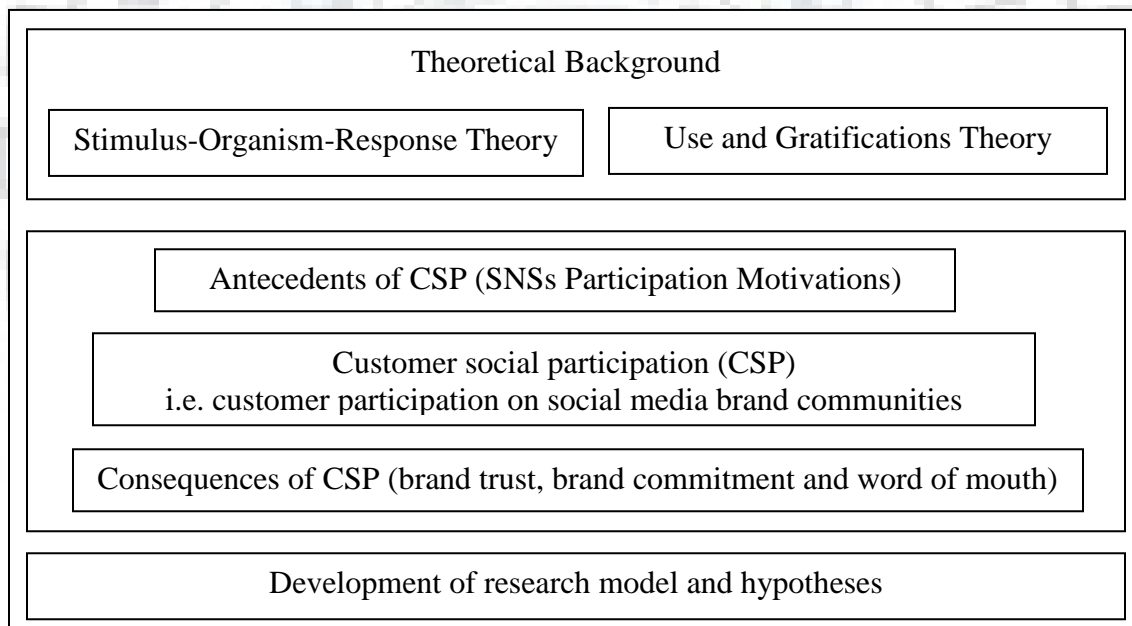 Theoretical Background
Stimulus-Organism-Response Theory
Use and Gratifications Theory
Antecedents of CSP (SNSs Participation Motivations)
Customer social participation (CSP)
i.e. customer participation on social media brand communities
Consequences of CSP (brand trust, brand commitment and word of mouth)
Development of research model and hypotheses